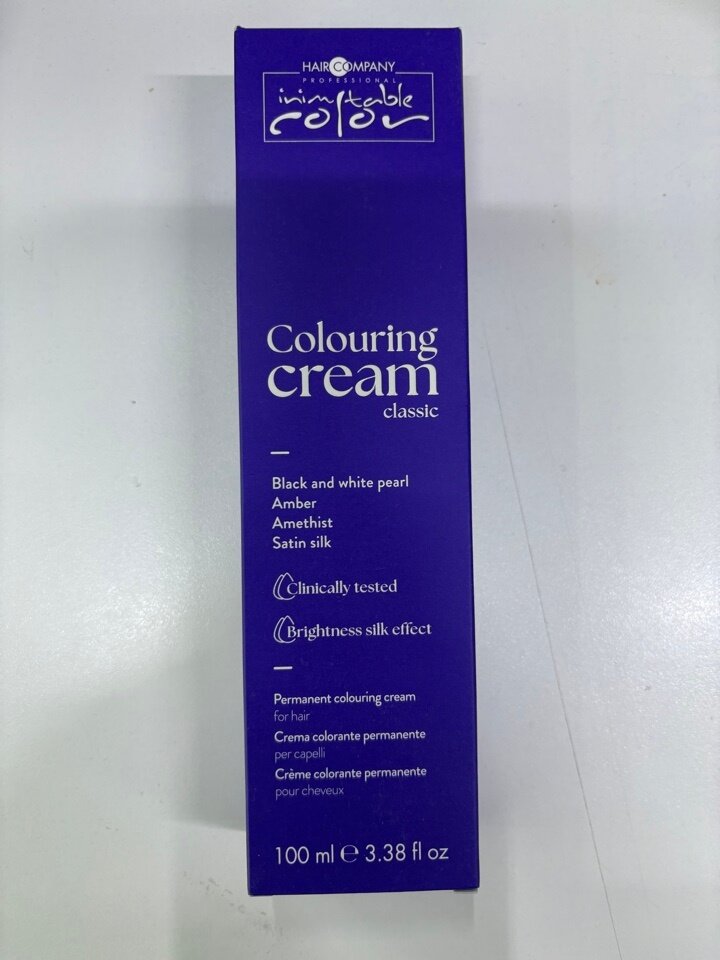 HAIR COMPANY
PROFESSIONAL
inimitable
color
Colouring
cream
classic
Black and white pearl
Amber
Amethist
Satin silk
Clinically tested
Brightness silk effect
Permanent colouring cream
for hair
Crema colorante permanente
per capelli
Crème colorante permanente
pour cheveux
100 ml ℮ 3.38 fl oz